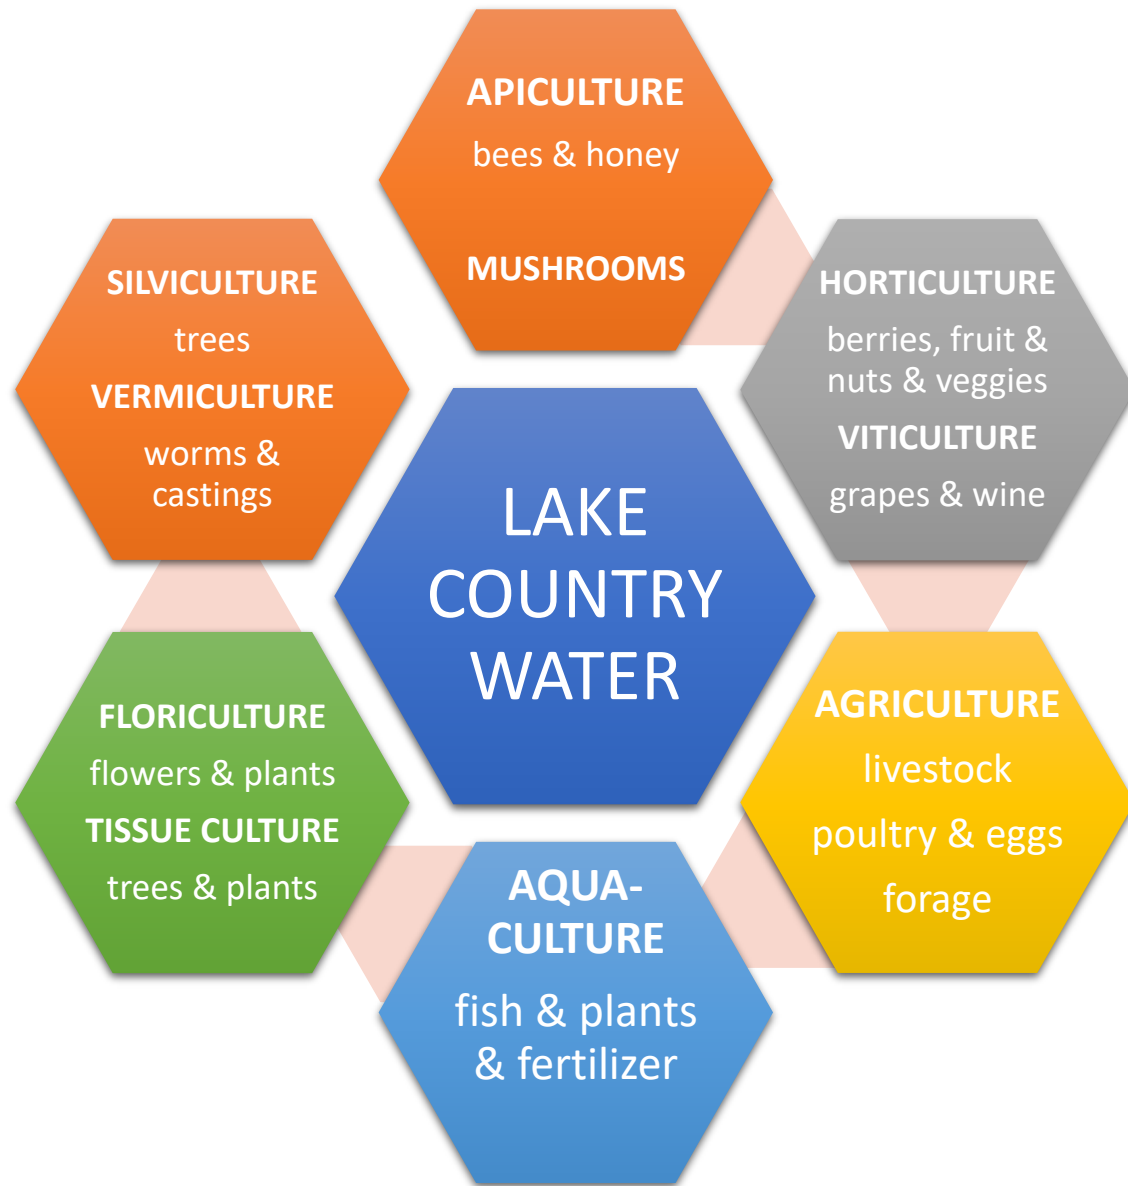 APICULTURE
bees & honey
MUSHROOMS
HORTICULTURE
berries, fruit &
nuts & veggies
VITICULTURE
grapes & wine
AGRICULTURE
livestock
poultry & eggs
forage
AQUA-
CULTURE
fish & plants
& fertilizer
FLORICULTURE
flowers & plants
TISSUE CULTURE
trees & plants
SILVICULTURE
trees
VERMICULTURE
worms &
castings
LAKE
COUNTRY
WATER